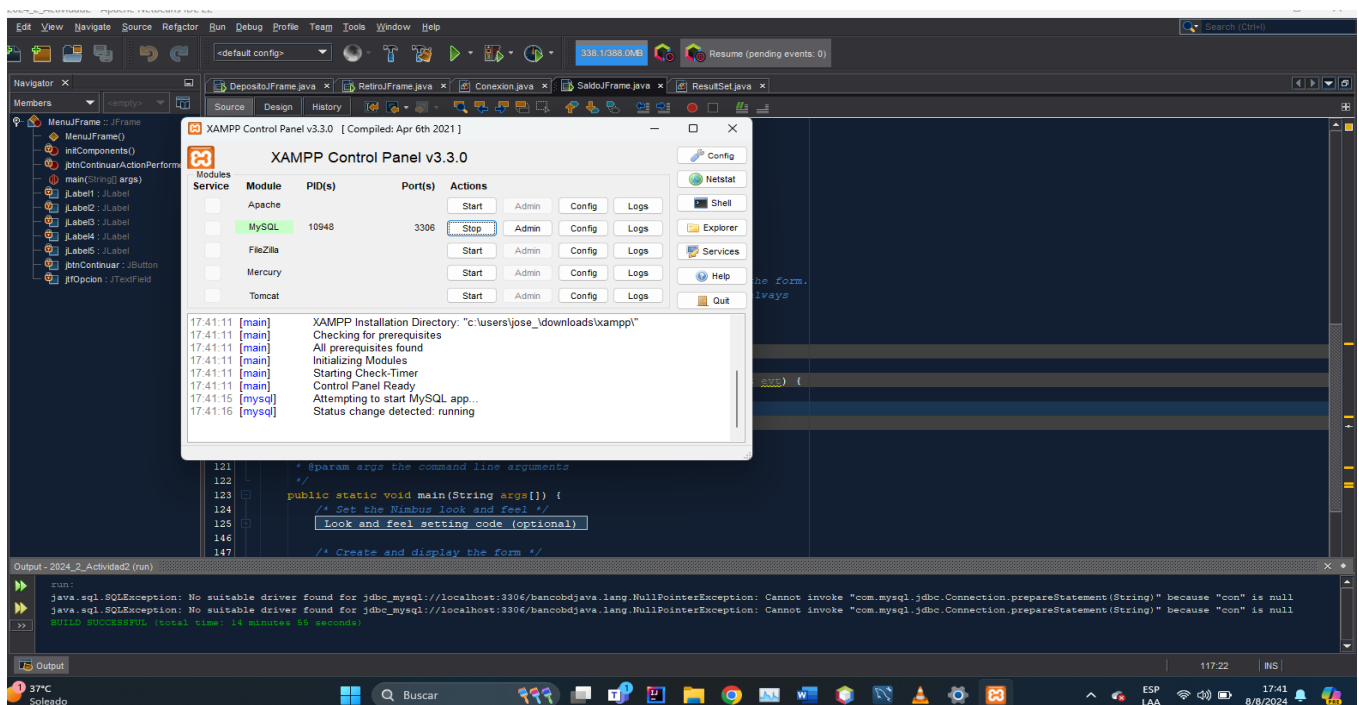 Edit View Navigate Source Refactor Run Debug Profile Team Tools Window Help
Search (Ctrl+I)
<default config>
338.1/388.0MB
Resume (pending events: 0)
Navigator
DepositoJFrame.java
RetiroJFrame.java
Conexion.java
SaldoJFrame.java
ResultSet.java
Members
<empty>
Source
Design
History
MenuJFrame :: JFrame
MenuJFrame()
initComponents()
jbtnContinuarActionPerforme
main(String[] args)
jLabel1 : JLabel
jLabel2 : JLabel
jLabel3 : JLabel
jLabel4 : JLabel
jLabel5 : JLabel
jbtnContinuar : JButton
jtfOpcion : JTextField
XAMPP Control Panel v3.3.0 [ Compiled: Apr 6th 2021 ]
XAMPP Control Panel v3.3.0
Modules
Service Module PID(s) Port(s) Actions
Apache Start Admin Config Logs
MySQL 10948 3306 Stop Admin Config Logs
FileZilla Start Admin Config Logs
Mercury Start Admin Config Logs
Tomcat Start Admin Config Logs
Config
Netstat
Shell
Explorer
Services
Help
Quit
17:41:11 [main] XAMPP Installation Directory: "c:\users\jose_\downloads\xampp\"
17:41:11 [main] Checking for prerequisites
17:41:11 [main] All prerequisites found
17:41:11 [main] Initializing Modules
17:41:11 [main] Starting Check-Timer
17:41:11 [main] Control Panel Ready
17:41:15 [mysql] Attempting to start MySQL app...
17:41:16 [mysql] Status change detected: running
he form.
lways
evt) {
121 * @param args the command line arguments
122 */
123 public static void main(String args[]) {
124 /* Set the Nimbus look and feel */
125 Look and feel setting code (optional)
146
147 /* Create and display the form */
Output - 2024_2_Actividad2 (run)
run:
java.sql.SQLException: No suitable driver found for jdbc_mysql://localhost:3306/bancobdjava.lang.NullPointerException: Cannot invoke "com.mysql.jdbc.Connection.prepareStatement(String)" because "con" is null
java.sql.SQLException: No suitable driver found for jdbc_mysql://localhost:3306/bancobdjava.lang.NullPointerException: Cannot invoke "com.mysql.jdbc.Connection.prepareStatement(String)" because "con" is null
BUILD SUCCESSFUL (total time: 14 minutes 56 seconds)
Output
117:22
INS
1
37°C
Soleado
Buscar
ESP
LAA
17:41
8/8/2024